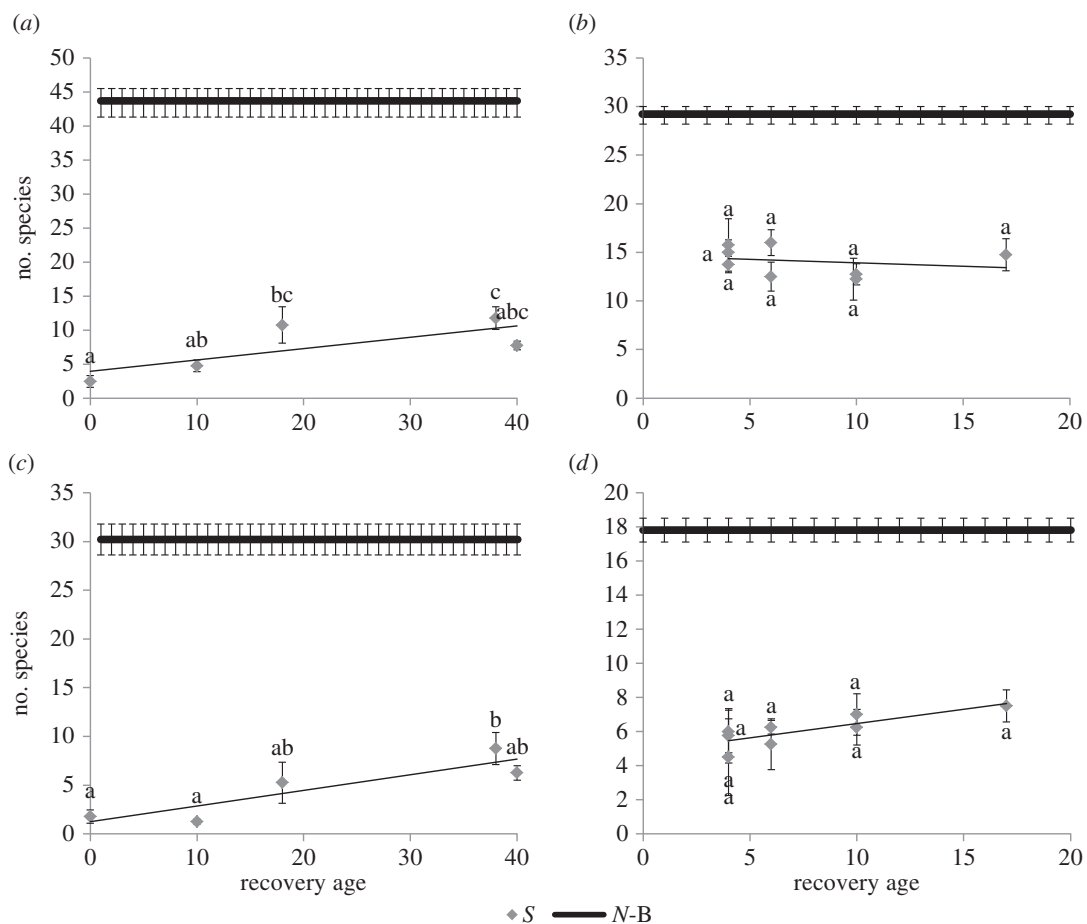 (a)
50
45
40
35
30
25
20
15
10
5
0
no. species
a
ab
bc
c
abc
0 10 20 30 40
(b)
35
30
25
20
15
10
5
0
a
a
a
a
a
a
a
a
0 5 10 15 20
(c)
35
30
25
20
15
10
5
0
no. species
a
a
ab
b
ab
0 10 20 30 40
recovery age
(d)
20
18
16
14
12
10
8
6
4
2
0
a
a
a
a
a
a
a
a
0 5 10 15 20
recovery age
S N-B